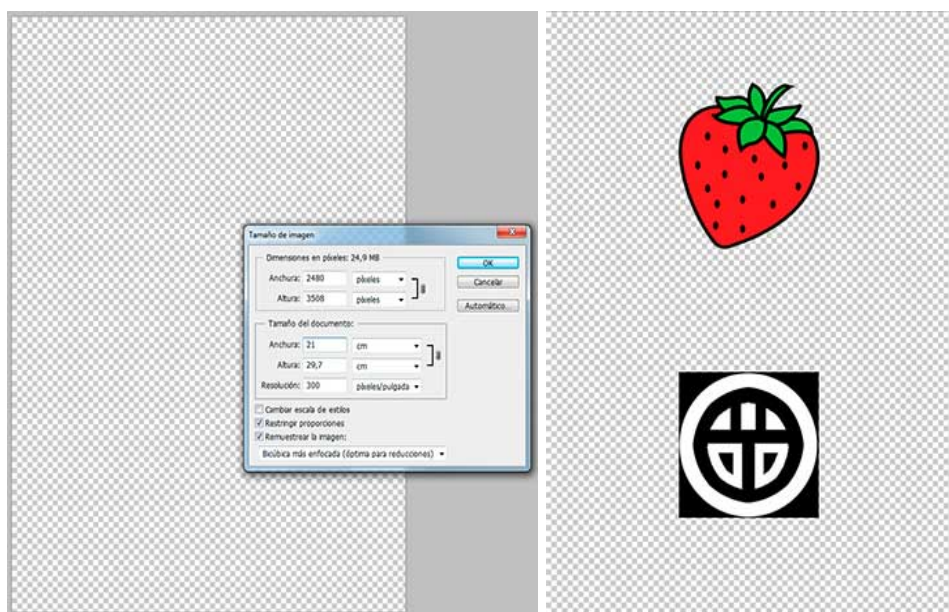 Tamaño de imagen
Dimensiones en píxeles: 24,9 MB
Anchura: 2480 píxeles
Altura: 3508 píxeles
OK
Cancelar
Automático...
Tamaño del documento:
Anchura: 21 cm
Altura: 29,7 cm
Resolución: 300 píxeles/pulgada
Cambiar escala de estilos
Restringir proporciones
Remuestrear la imagen:
Bicúbica más enfocada (óptima para reducciones)